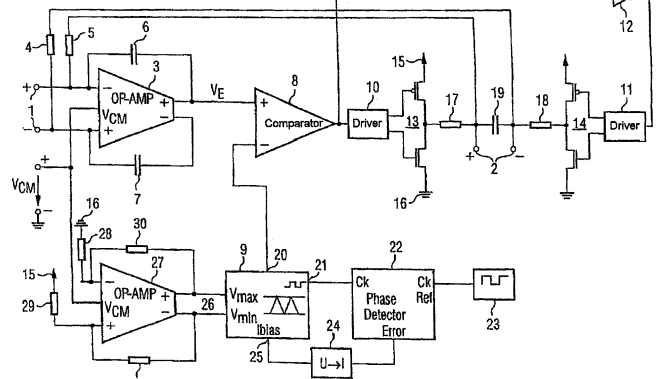 4
5
6
3
15
12
+
−
OP-AMP
+
VE
8
10
17
19
18
11
1
VCM
+
Comparator
Driver
13
14
Driver
−
+
−
−
+
−
2
+
7
16
VCM
−
16
28
30
9
20
22
15
27
21
−
OP-AMP
+
Vmax
Ck
Ck
29
VCM
26
Phase
Ref
+
−
Vmin
24
Detector
23
Ibias
Error
25
U→I